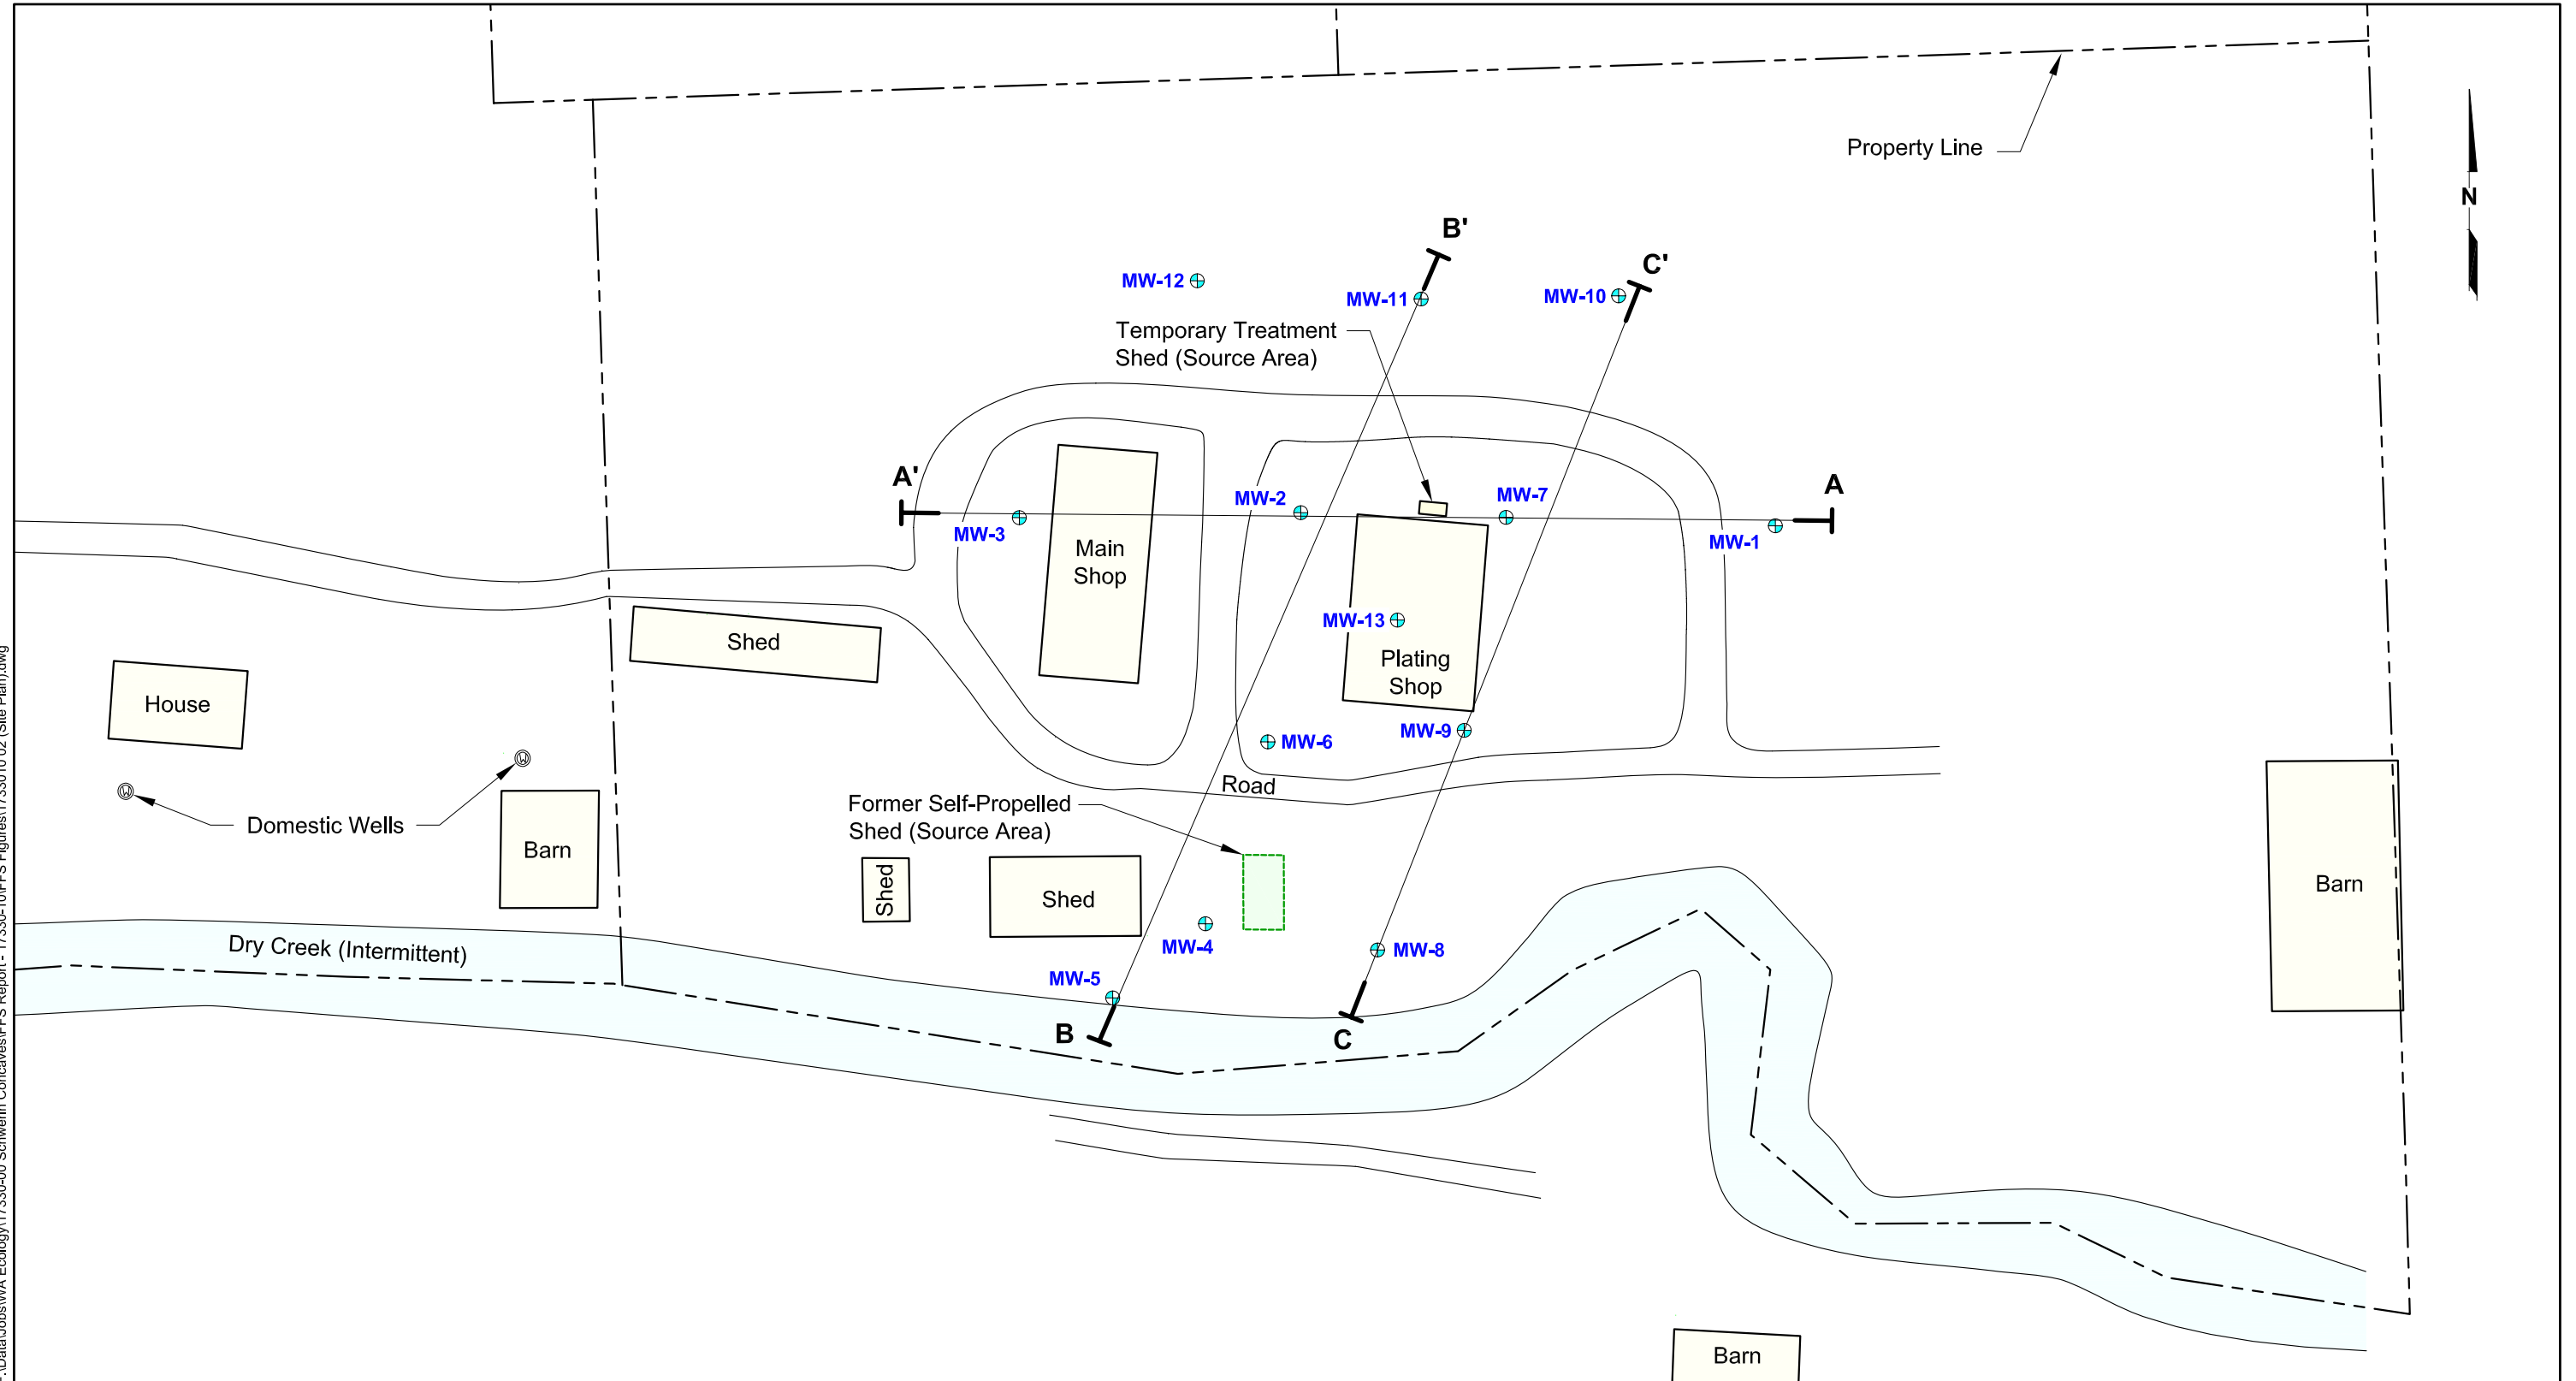 Property Line
N
B'
C'
MW-12
MW-11
MW-10
Temporary Treatment
Shed (Source Area)
A'
MW-2
MW-7
A
MW-3
MW-1
Main
Shop
MW-13
Plating
Shop
Shed
House
MW-9
MW-6
Road
Domestic Wells
W
W
Former Self-Propelled
Shed (Source Area)
Barn
Shed
Shed
Barn
MW-4
MW-8
Dry Creek (Intermittent)
MW-5
B
C
Barn